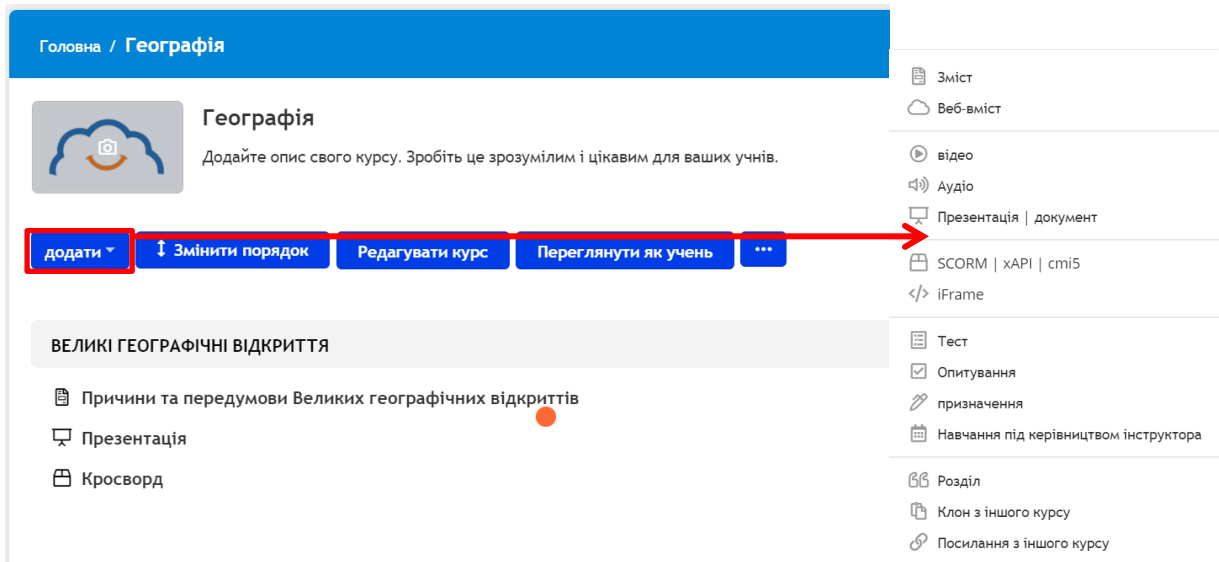 Головна / Географія
Географія
Додайте опис свого курсу. Зробіть це зрозумілим і цікавим для ваших учнів.
додати
Змінити порядок
Редагувати курс
Переглянути як учень
...
ВЕЛИКІ ГЕОГРАФІЧНІ ВІДКРИТТЯ
Причини та передумови Великих географічних відкриттів
Презентація
Кросворд
Зміст
Веб-вміст
відео
Аудіо
Презентація | документ
SCORM | xAPI | cmi5
iFrame
Тест
Опитування
призначення
Навчання під керівництвом інструктора
Розділ
Клон з іншого курсу
Посилання з іншого курсу